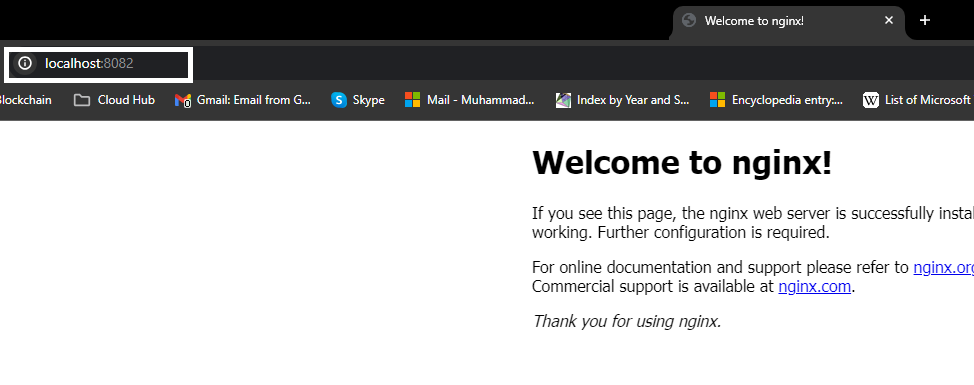 Welcome to nginx!
localhost:8082
Blockchain Cloud Hub Gmail: Email from G... Skype Mail - Muhammad... Index by Year and S... Encyclopedia entry:... List of Microsoft
Welcome to nginx!
If you see this page, the nginx web server is successfully instal
working. Further configuration is required.
For online documentation and support please refer to nginx.org
Commercial support is available at nginx.com.
Thank you for using nginx.